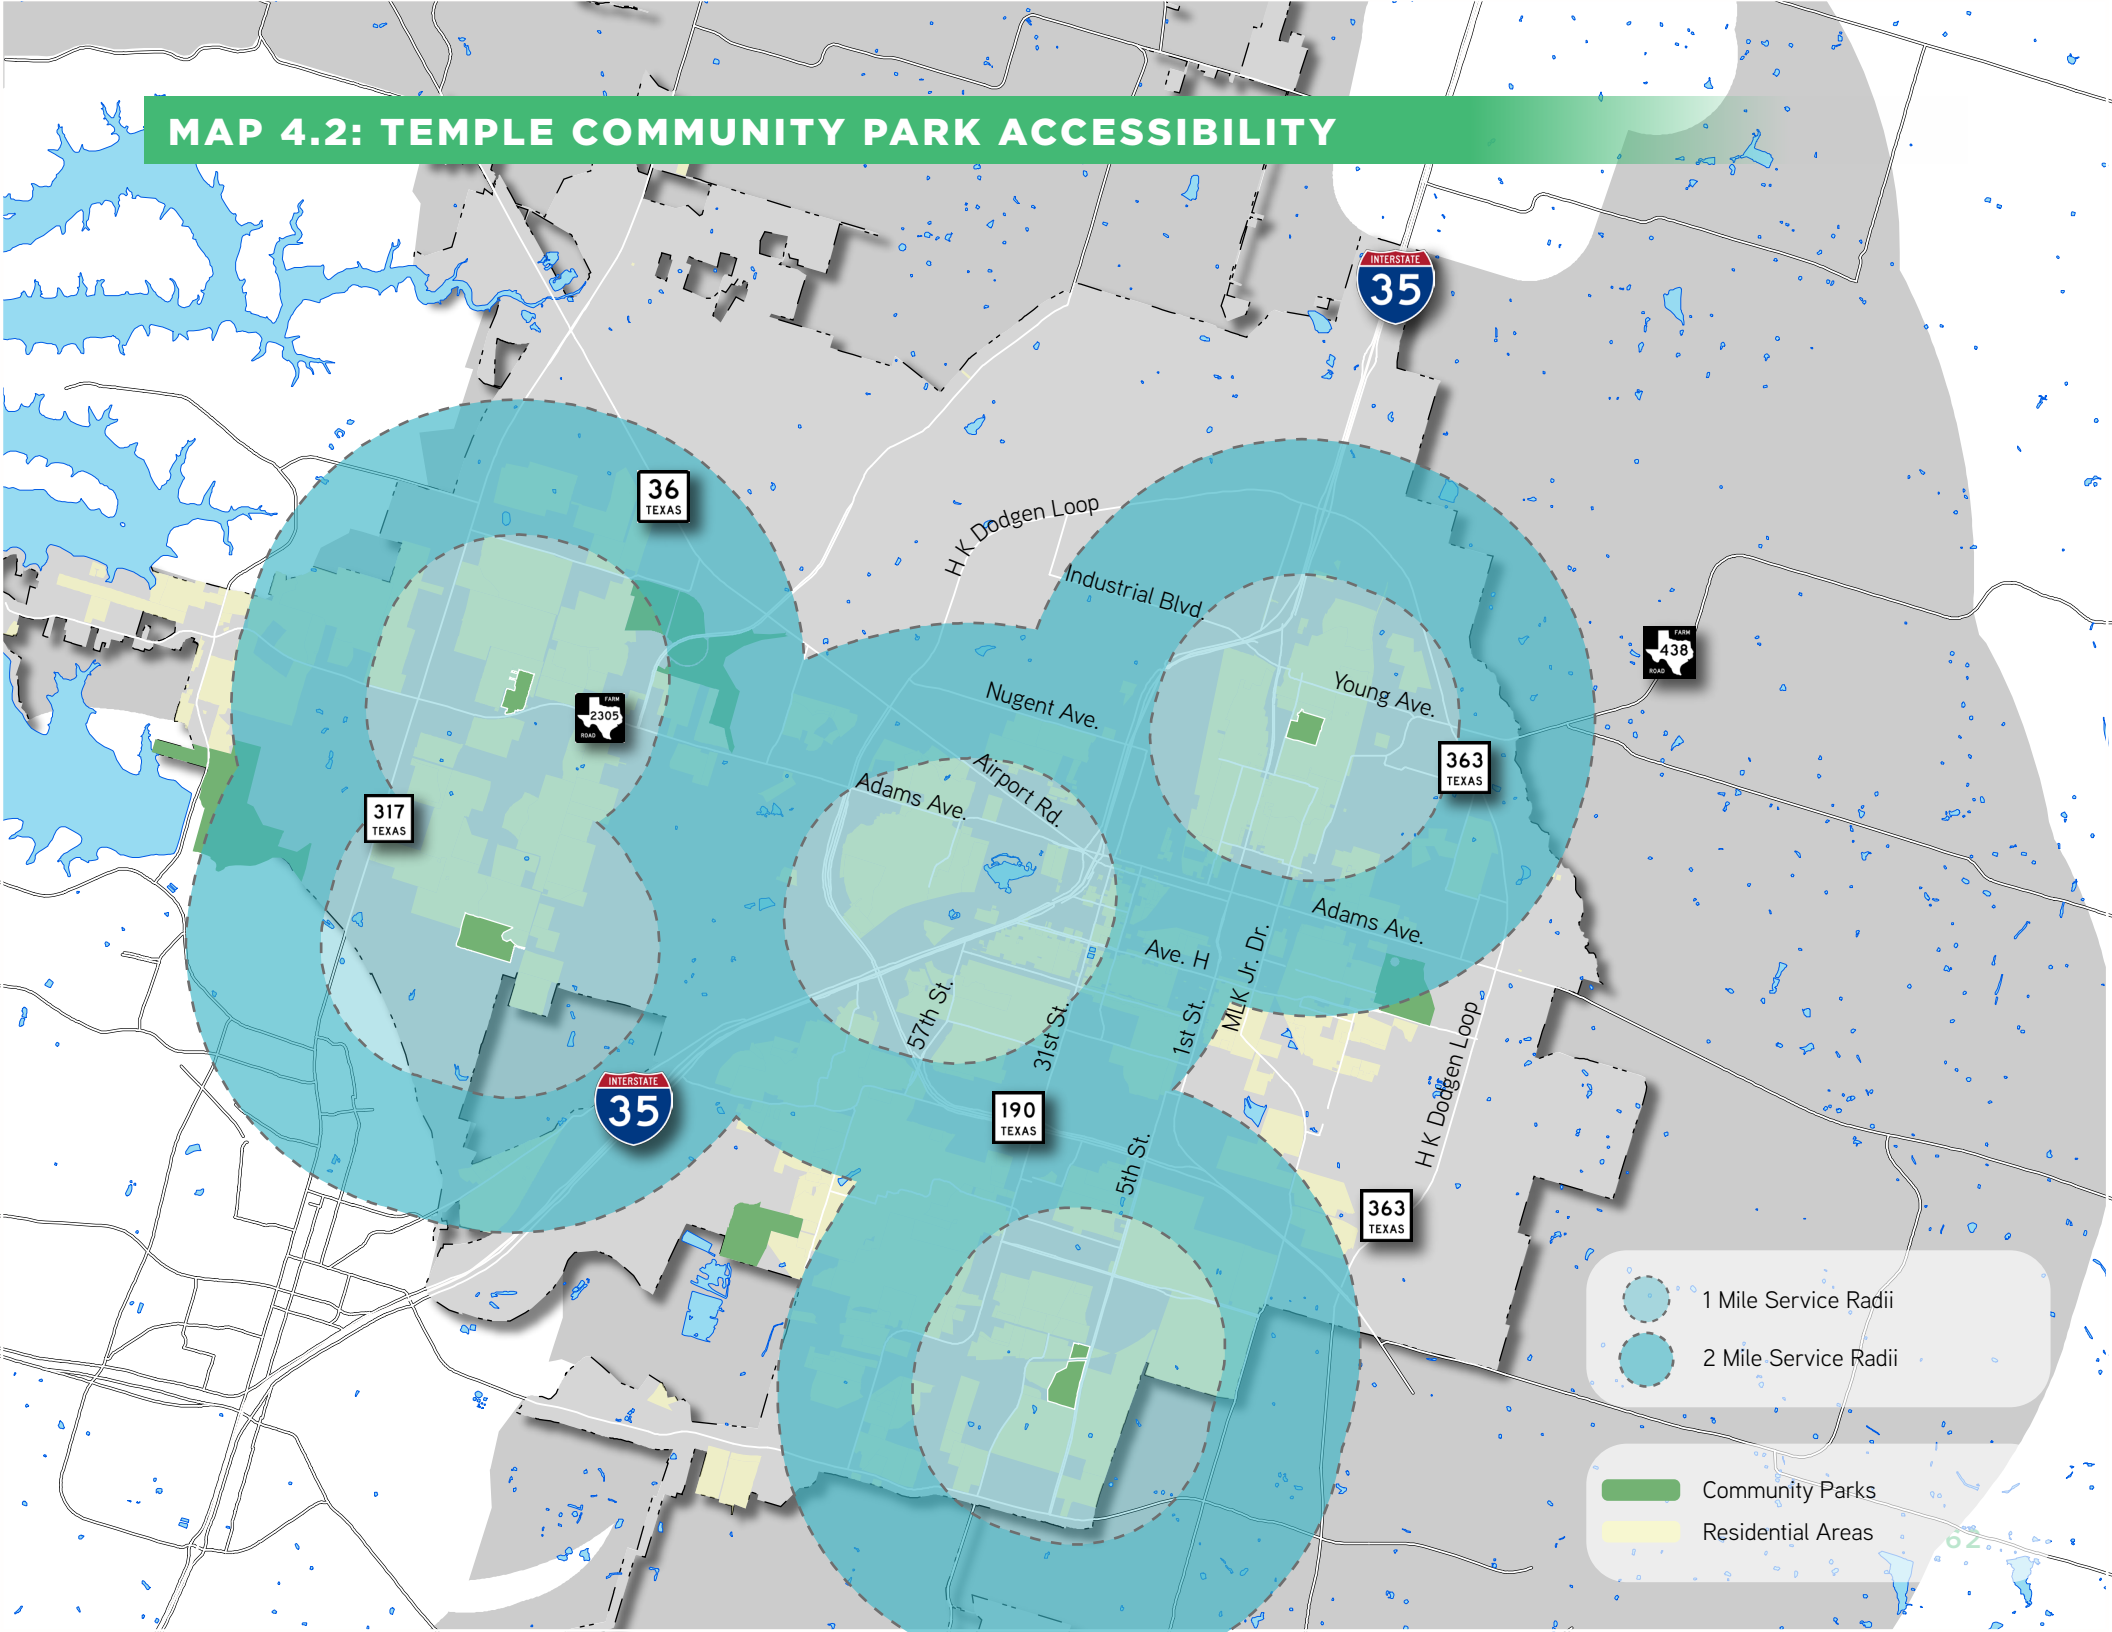 MAP 4.2: TEMPLE COMMUNITY PARK ACCESSIBILITY
INTERSTATE
35
36
TEXAS
H K Dodgen Loop
Industrial Blvd.
FARM
438
ROAD
Nugent Ave.
Young Ave.
FARM
2305
ROAD
363
TEXAS
Airport Rd.
Adams Ave.
317
TEXAS
Adams Ave.
Ave. H
MLK Jr. Dr.
57th St.
31st St.
1st St.
H K Dodgen Loop
INTERSTATE
35
190
TEXAS
5th St.
363
TEXAS
1 Mile Service Radii
2 Mile Service Radii
Community Parks
Residential Areas
62